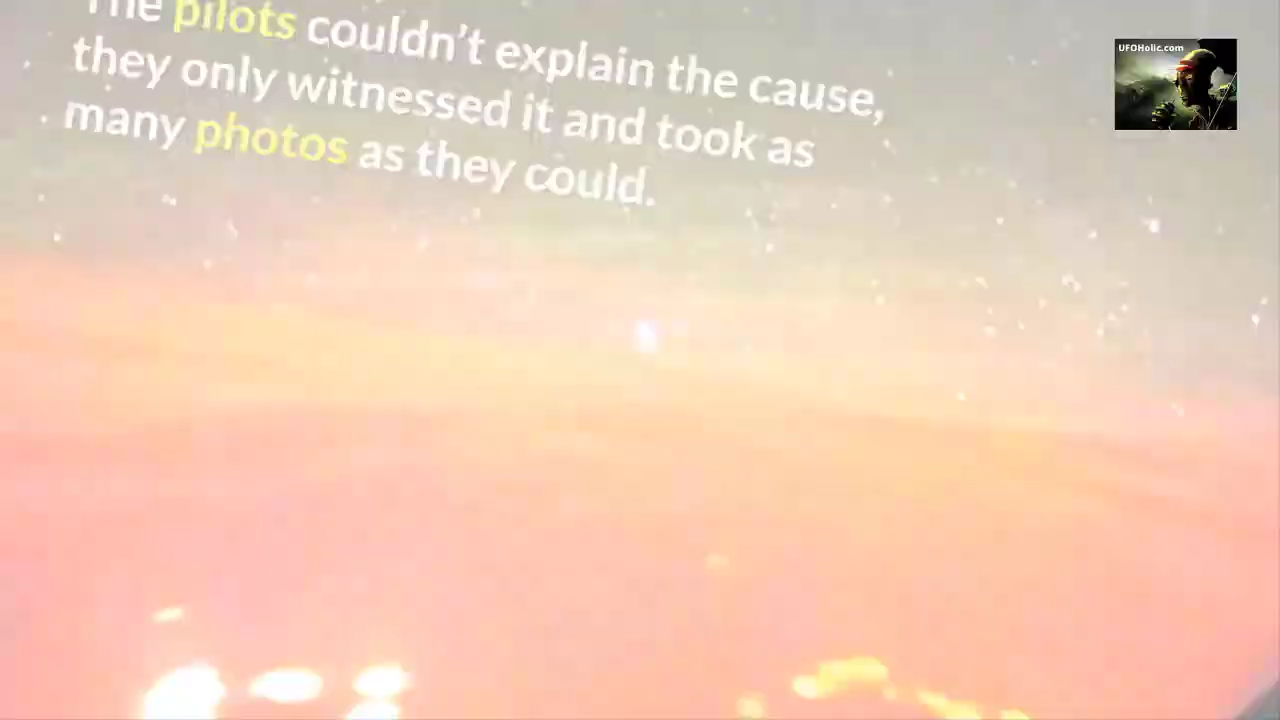 The pilots couldn't explain the cause,
they only witnessed it and took as
many photos as they could.
UFOHolic.com